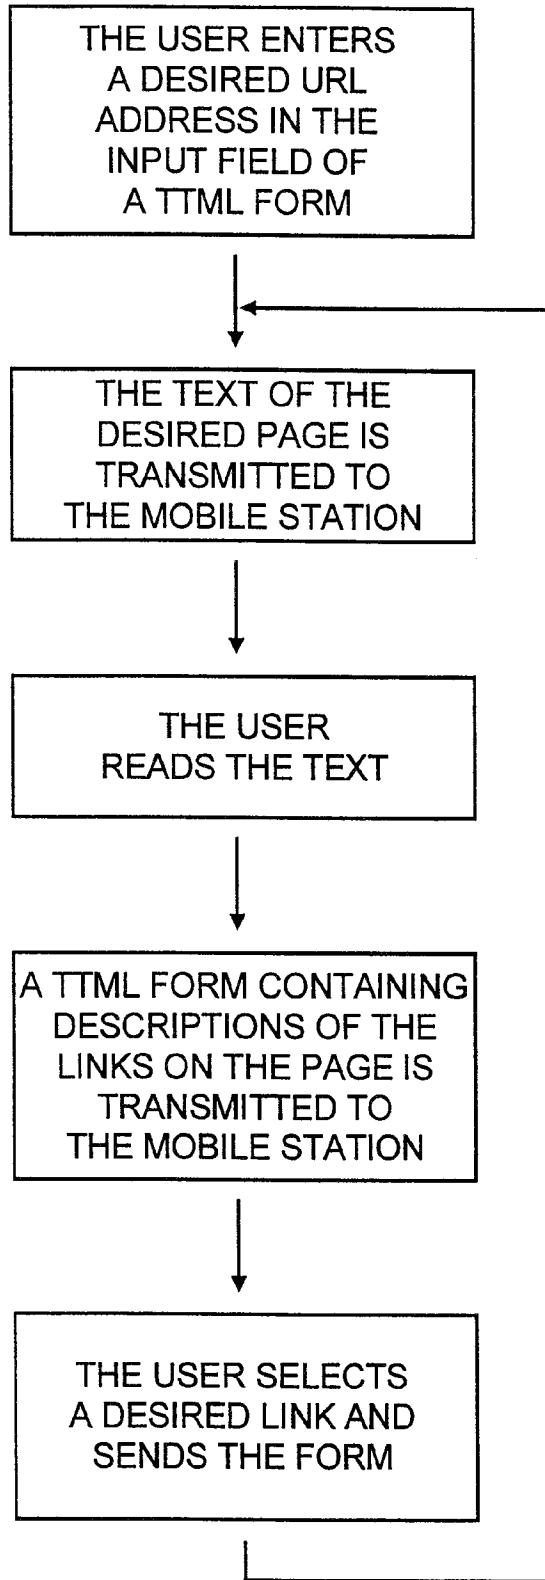 THE USER ENTERS
A DESIRED URL
ADDRESS IN THE
INPUT FIELD OF
A TTML FORM
THE TEXT OF THE
DESIRED PAGE IS
TRANSMITTED TO
THE MOBILE STATION
THE USER
READS THE TEXT
A TTML FORM CONTAINING
DESCRIPTIONS OF THE
LINKS ON THE PAGE IS
TRANSMITTED TO
THE MOBILE STATION
THE USER SELECTS
A DESIRED LINK AND
SENDS THE FORM